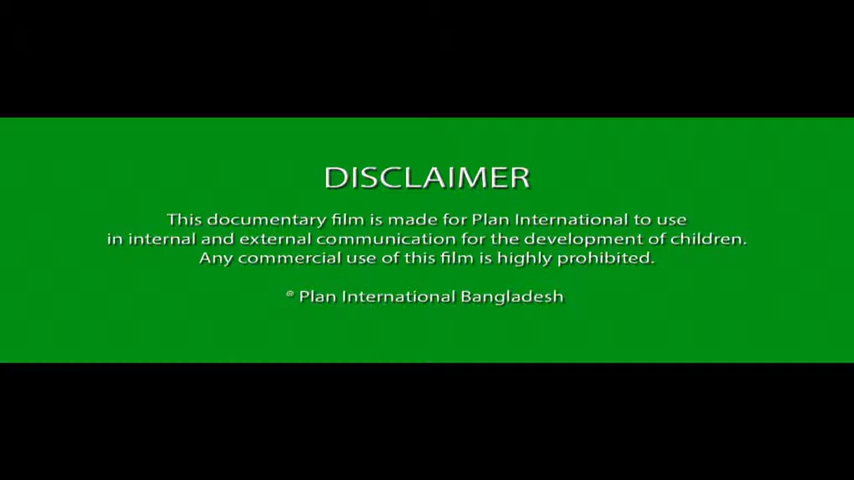 DISCLAIMER
This documentary film is made for Plan International to use
in internal and external communication for the development of children.
Any commercial use of this film is highly prohibited.
@ Plan International Bangladesh